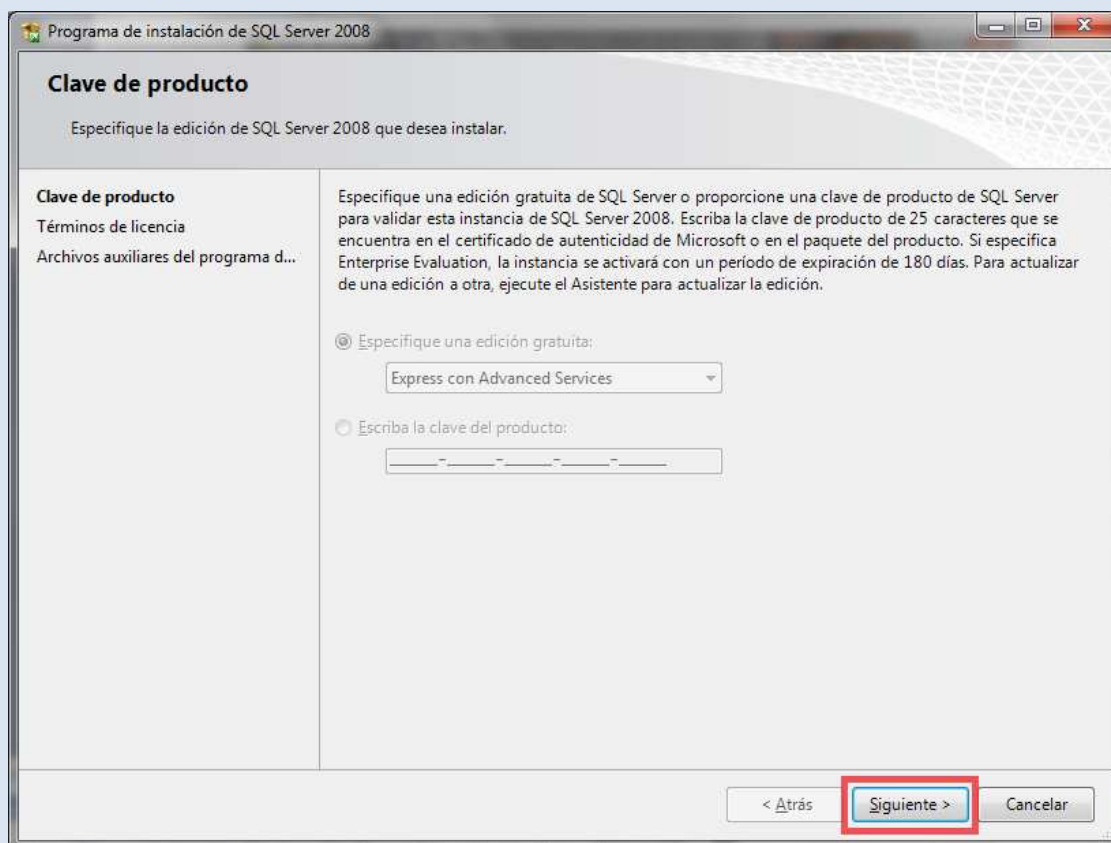 Programa de instalación de SQL Server 2008
Clave de producto
Especifique la edición de SQL Server 2008 que desea instalar.
Clave de producto
Términos de licencia
Archivos auxiliares del programa d...
Especifique una edición gratuita de SQL Server o proporcione una clave de producto de SQL Server
para validar esta instancia de SQL Server 2008. Escriba la clave de producto de 25 caracteres que se
encuentra en el certificado de autenticidad de Microsoft o en el paquete del producto. Si especifica
Enterprise Evaluation, la instancia se activará con un período de expiración de 180 días. Para actualizar
de una edición a otra, ejecute el Asistente para actualizar la edición.
Especifique una edición gratuita:
Express con Advanced Services
Escriba la clave del producto:
_____-_____-_____-_____-_____
< Atrás
Siguiente >
Cancelar